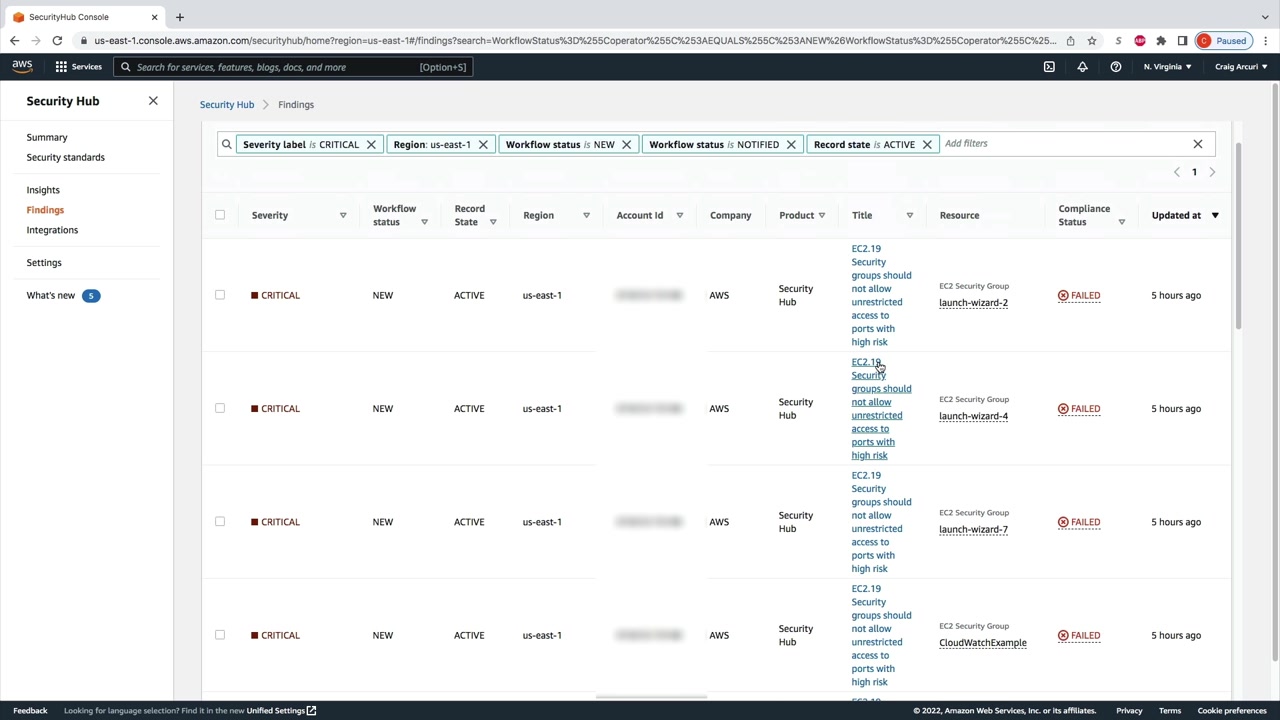 SecurityHub Console
us-east-1.console.aws.amazon.com/securityhub/home?region=us-east-1#/findings?search=WorkflowStatus%3D%255Coperator%255C%253AEQUALS%255C%253ANEW%26WorkflowStatus%3D%255Coperator%255C%25...
Paused
aws
Services
Search for services, features, blogs, docs, and more
[Option+S]
N. Virginia
Craig Arcuri
Security Hub
Summary
Security standards
Insights
Findings
Integrations
Settings
What's new 5
Security Hub > Findings
Severity label is CRITICAL
Region: us-east-1
Workflow status is NEW
Workflow status is NOTIFIED
Record state is ACTIVE
Add filters
1
Severity
Workflow
status
Record
State
Region
Account Id
Company
Product
Title
Resource
Compliance
Status
Updated at
CRITICAL
NEW
ACTIVE
us-east-1
AWS
Security
Hub
EC2.19
Security
groups should
not allow
unrestricted
access to
ports with
high risk
EC2 Security Group
launch-wizard-2
FAILED
5 hours ago
CRITICAL
NEW
ACTIVE
us-east-1
AWS
Security
Hub
EC2.19
Security
groups should
not allow
unrestricted
access to
ports with
high risk
EC2 Security Group
launch-wizard-4
FAILED
5 hours ago
CRITICAL
NEW
ACTIVE
us-east-1
AWS
Security
Hub
EC2.19
Security
groups should
not allow
unrestricted
access to
ports with
high risk
EC2 Security Group
launch-wizard-7
FAILED
5 hours ago
CRITICAL
NEW
ACTIVE
us-east-1
AWS
Security
Hub
EC2.19
Security
groups should
not allow
unrestricted
access to
ports with
high risk
EC2 Security Group
CloudWatchExample
FAILED
5 hours ago
Feedback
Looking for language selection? Find it in the new Unified Settings
© 2022, Amazon Web Services, Inc. or its affiliates.
Privacy
Terms
Cookie preferences